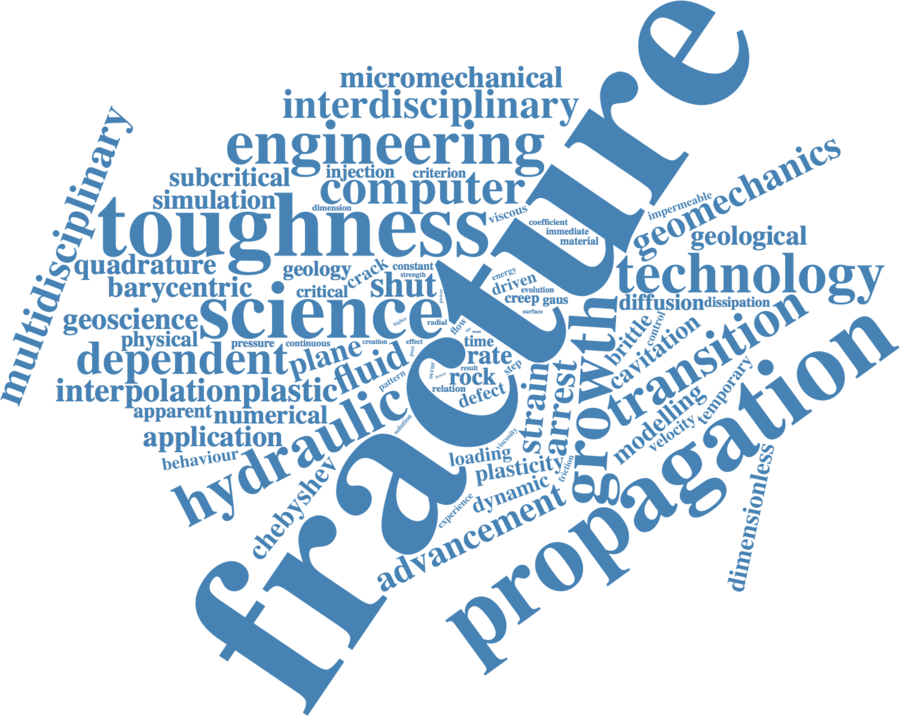 fracture
micromechanical
interdisciplinary
engineering
multidisciplinary
subcritical
injection
criterion
simulation
computer
dimension
viscous
toughness
coefficient
immediate
material
impermeable
geomechanics
geological
quadrature
geology
crack
constant
strength
energy
driven
technology
barycentric
critical
shut
evolution
creep
gaus
diffusion
dissipation
geoscience
science
higher
radial
surface
physical
pressure
continuous
creation
effect
flow
time
growth
brittle
control
transition
dependent
plane
fluid
rate
result
step
cavitation
interpolation
plastic
pattern
rock
relation
defect
strain
arrest
apparent
numerical
hydraulic
solution
modelling
velocity
temporary
application
behaviour
viscosity
loading
plasticity
friction
propagation
chebyshev
experience
dynamic
advancement
dimensionless